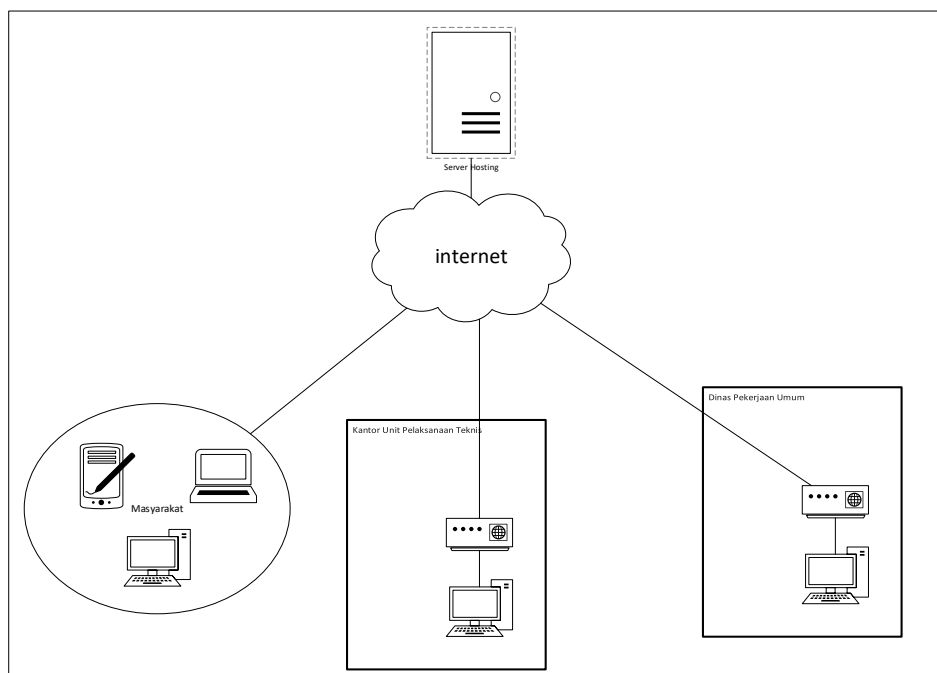 Server Hosting
internet
Dinas Pekerjaan Umum
Kantor Unit Pelaksanaan Teknis
Masyarakat